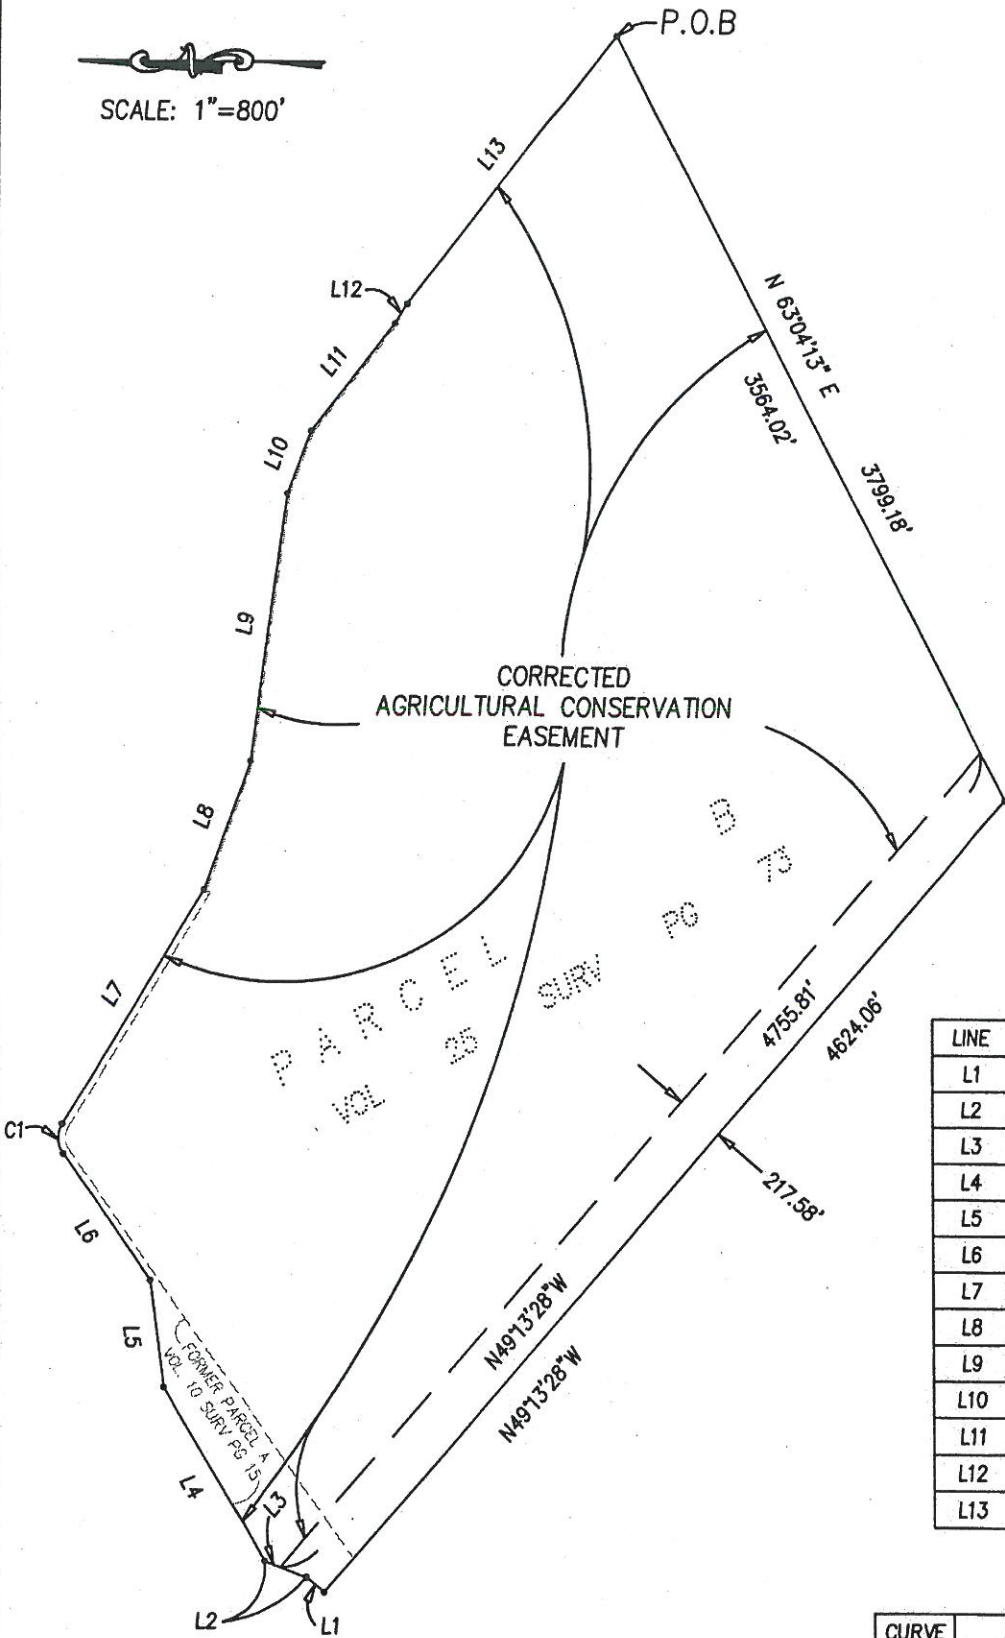 P.O.B
SCALE: 1"=800'
L13
L12
L11
N 63°04'13" E
3564.02'
L10
3799.18'
L9
CORRECTED
AGRICULTURAL CONSERVATION
EASEMENT
L8
PARCEL B
VOL 25 SURV PG 73
L7
4755.81'
4624.06'
C1
217.58'
L6
N49°13'28"W
N49°13'28"W
L5
FORMER PARCEL A
VOL. 10 SURV PG 15
L4
L3
L2
L1
LINE
L1
L2
L3
L4
L5
L6
L7
L8
L9
L10
L11
L12
L13
CURVE